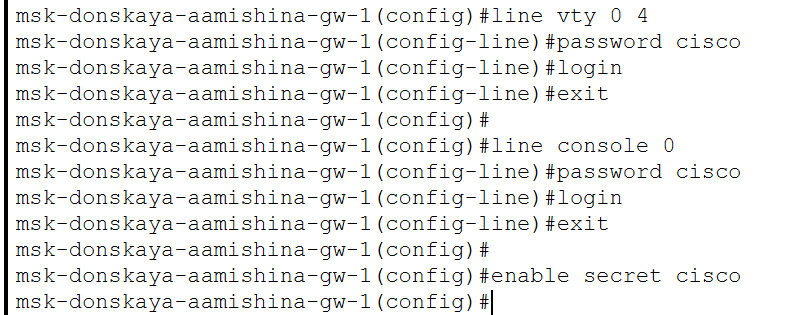 msk-donskaya-aamishina-gw-1(config)#line vty 0 4
msk-donskaya-aamishina-gw-1(config-line)#password cisco
msk-donskaya-aamishina-gw-1(config-line)#login
msk-donskaya-aamishina-gw-1(config-line)#exit
msk-donskaya-aamishina-gw-1(config)#
msk-donskaya-aamishina-gw-1(config)#line console 0
msk-donskaya-aamishina-gw-1(config-line)#password cisco
msk-donskaya-aamishina-gw-1(config-line)#login
msk-donskaya-aamishina-gw-1(config-line)#exit
msk-donskaya-aamishina-gw-1(config)#
msk-donskaya-aamishina-gw-1(config)#enable secret cisco
msk-donskaya-aamishina-gw-1(config)#